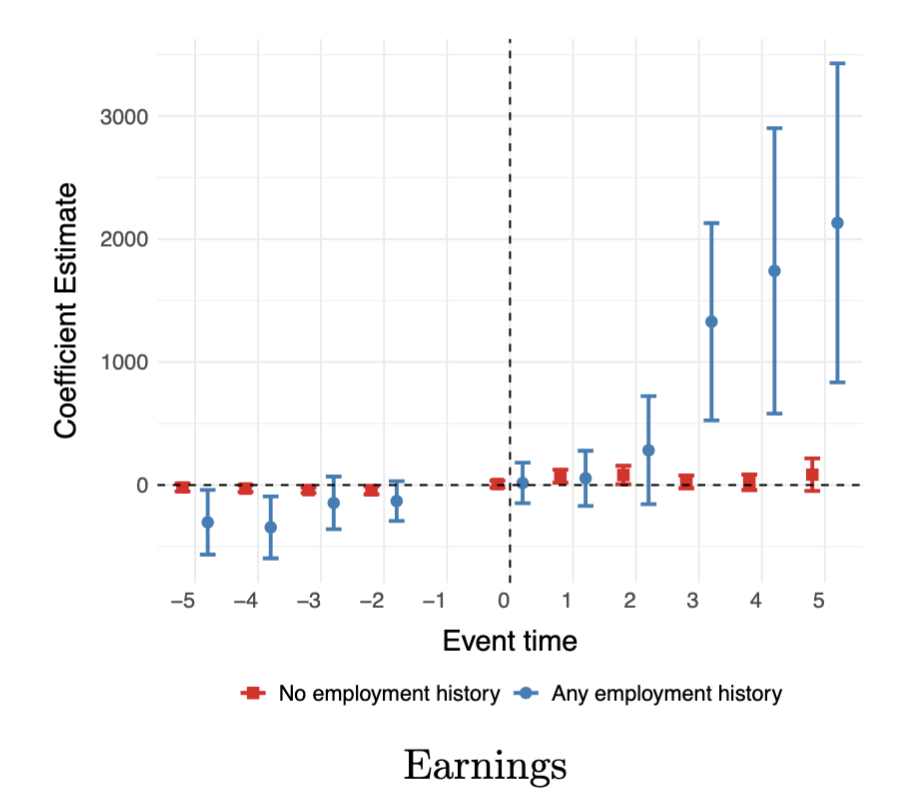 Coefficient Estimate
3000
2000
1000
0
−5 −4 −3 −2 −1 0 1 2 3 4 5
Event time
No employment history Any employment history
Earnings